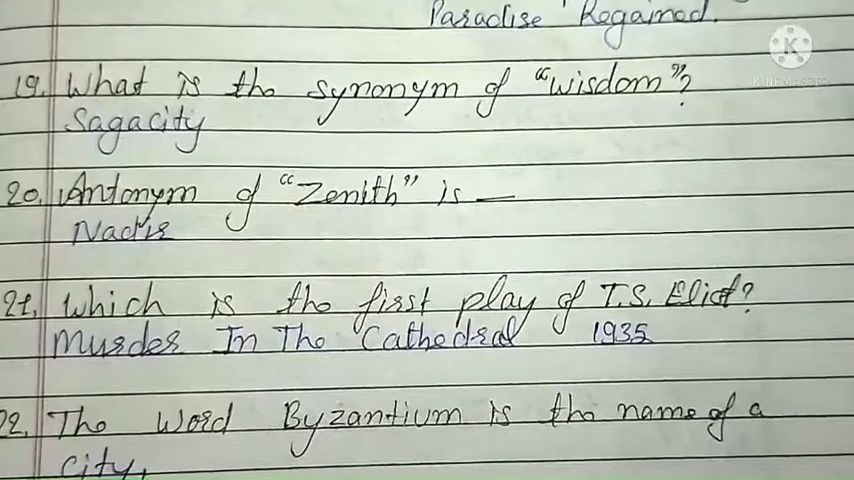 Paradise Regained.
19. What is the synonym of "wisdom"?
Sagacity
20. Antonym of "Zenith" is —
Nadir
21. Which is the first play of T.S. Eliot?
Murder In The Cathedral 1935
22. The Word Byzantium is the name of a
city.
K
KINEMASTER